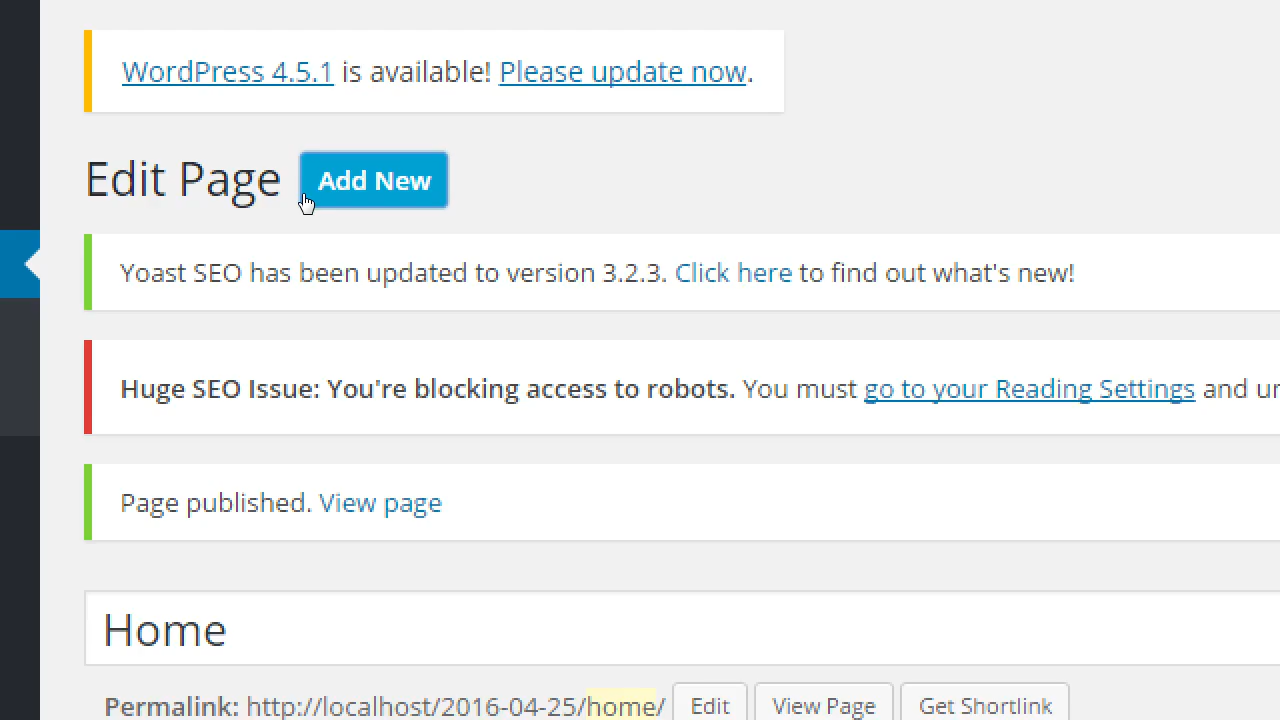 WordPress 4.5.1 is available! Please update now.
Edit Page Add New
Yoast SEO has been updated to version 3.2.3. Click here to find out what's new!
Huge SEO Issue: You're blocking access to robots. You must go to your Reading Settings and un
Page published. View page
Home
Permalink: http://localhost/2016-04-25/home/ Edit View Page Get Shortlink